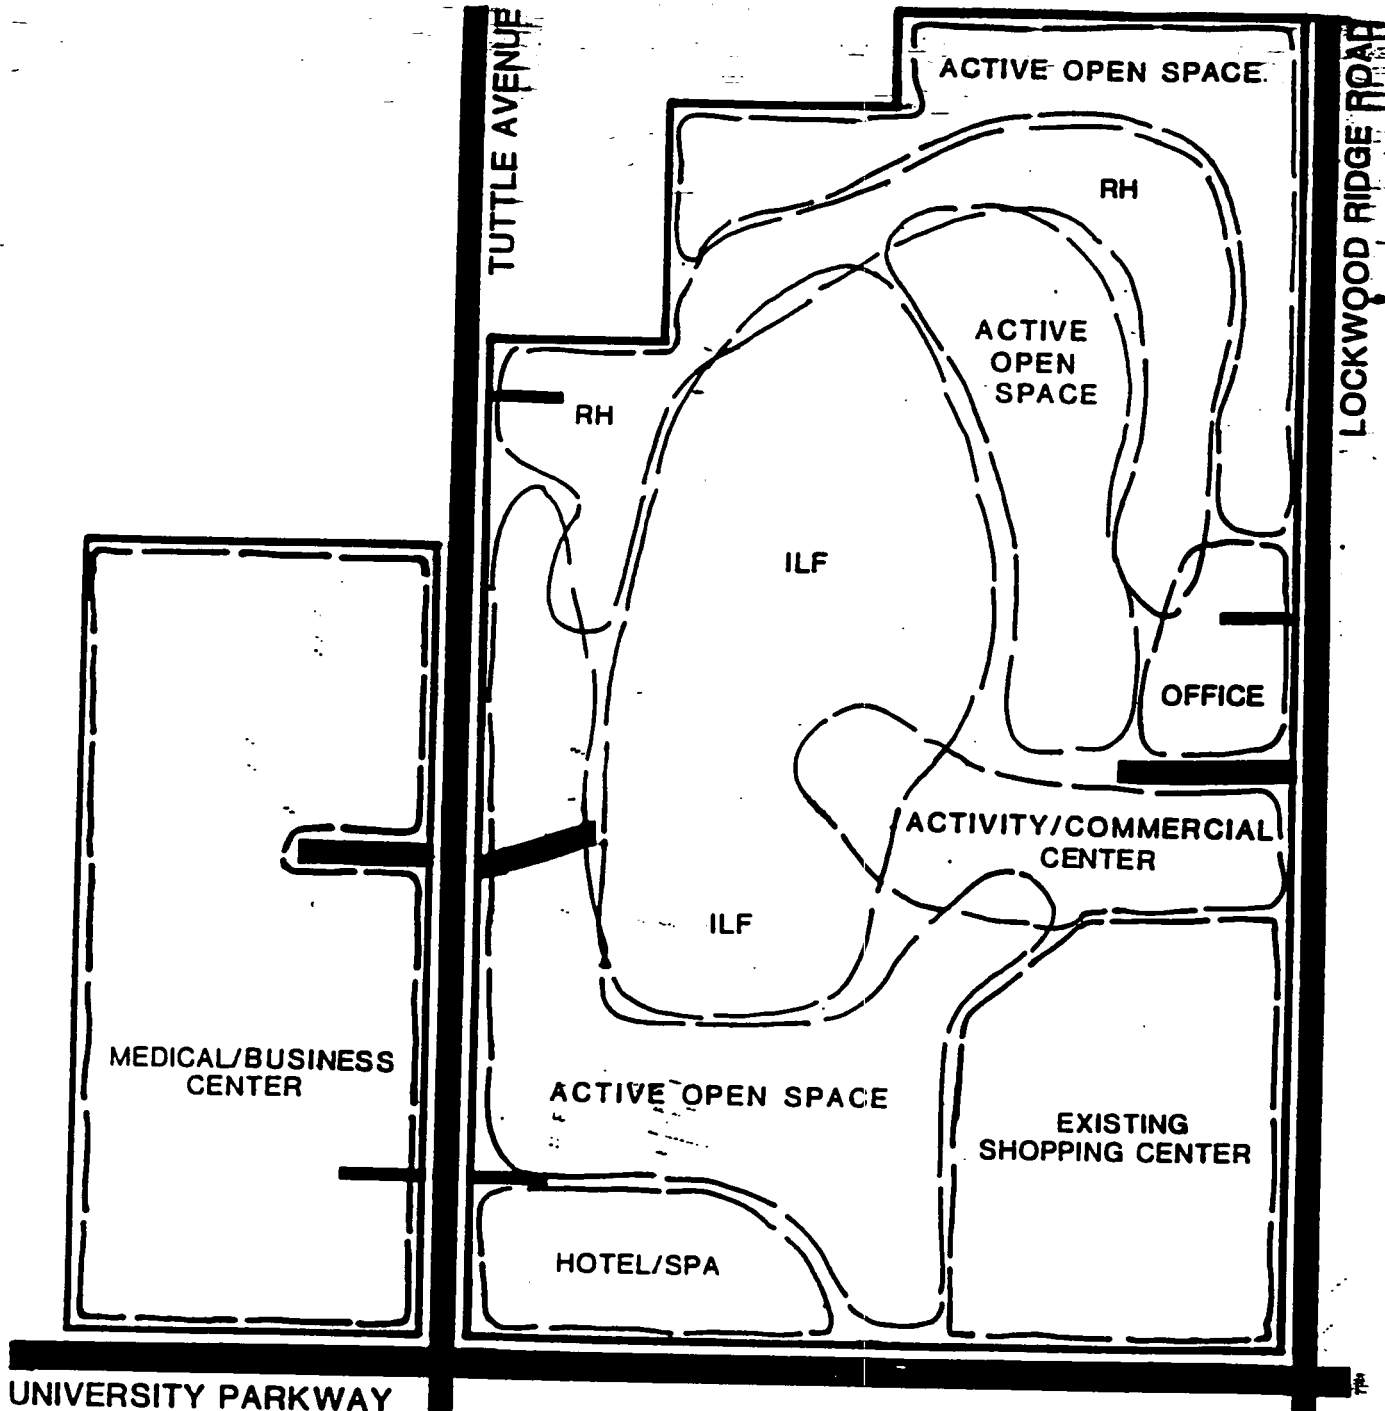 TUTTLE AVENUE
LOCKWOOD RIDGE ROAD
ACTIVE OPEN SPACE
RH
ACTIVE
OPEN
SPACE
RH
ILF
OFFICE
ACTIVITY/COMMERCIAL
CENTER
ILF
MEDICAL/BUSINESS
CENTER
ACTIVE OPEN SPACE
EXISTING
SHOPPING CENTER
HOTEL/SPA
UNIVERSITY PARKWAY